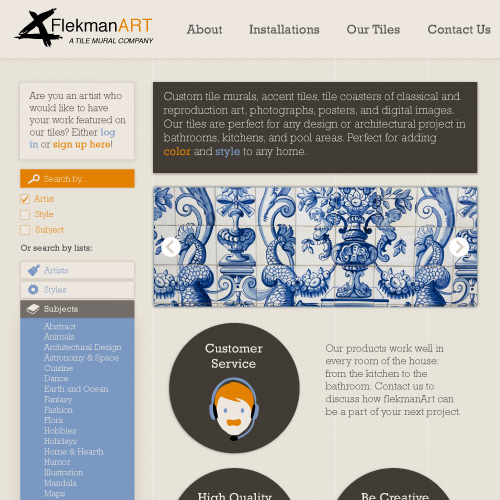 FlekmanART
A TILE MURAL COMPANY
About
Installations
Our Tiles
Contact Us
Are you an artist who
would like to have
your work featured on
our tiles? Either log
in or sign up here!
Search by...
Artist
Style
Subject
Or search by lists:
Artists
Styles
Subjects
Abstract
Animals
Architectural Design
Astronomy & Space
Cuisine
Dance
Earth and Ocean
Fantasy
Fashion
Flora
Hobbies
Holidays
Home & Hearth
Humor
Illustration
Mandala
Maps
Custom tile murals, accent tiles, tile coasters of classical and
reproduction art, photographs, posters, and digital images.
Our tiles are perfect for any design or architectural project in
bathrooms, kitchens, and pool areas. Perfect for adding
color and style to any home.
Customer
Service
Our products work well in
every room of the house:
from the kitchen to the
bathroom. Contact us to
discuss how flekmanArt can
be a part of your next project.
High Quality
Be Creative